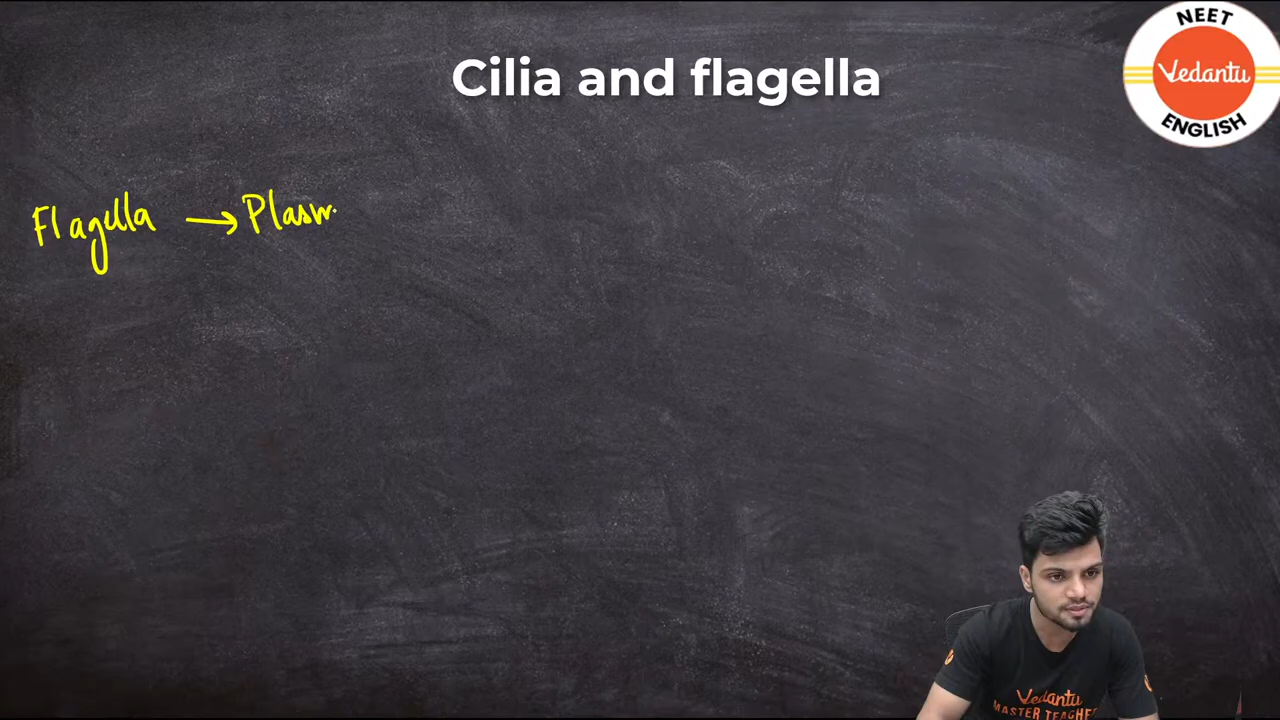 Cilia and flagella
NEET
Vedantu
ENGLISH
Flagella → Plasm
Vedantu
MASTER TEACHER